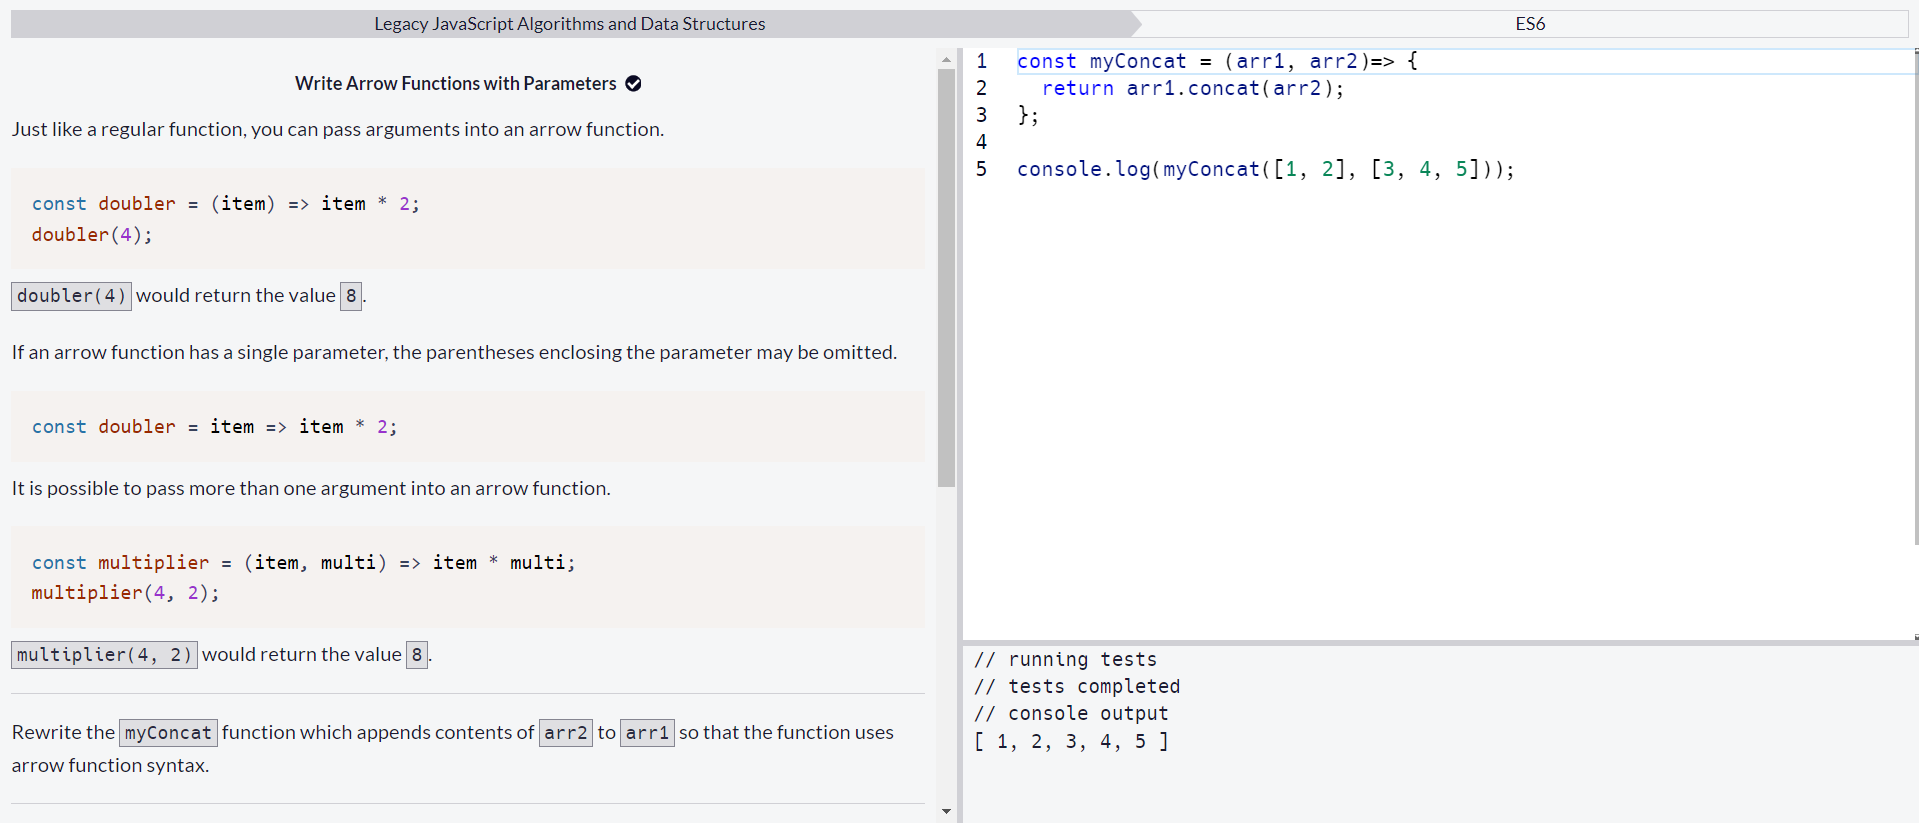 Legacy JavaScript Algorithms and Data Structures
ES6
Write Arrow Functions with Parameters
Just like a regular function, you can pass arguments into an arrow function.
const doubler = (item) => item * 2;
doubler(4);
doubler(4) would return the value 8.
If an arrow function has a single parameter, the parentheses enclosing the parameter may be omitted.
const doubler = item => item * 2;
It is possible to pass more than one argument into an arrow function.
const multiplier = (item, multi) => item * multi;
multiplier(4, 2);
multiplier(4, 2) would return the value 8.
Rewrite the myConcat function which appends contents of arr2 to arr1 so that the function uses
arrow function syntax.
1 const myConcat = (arr1, arr2)=> {
2   return arr1.concat(arr2);
3 };
4
5 console.log(myConcat([1, 2], [3, 4, 5]));
// running tests
// tests completed
// console output
[ 1, 2, 3, 4, 5 ]